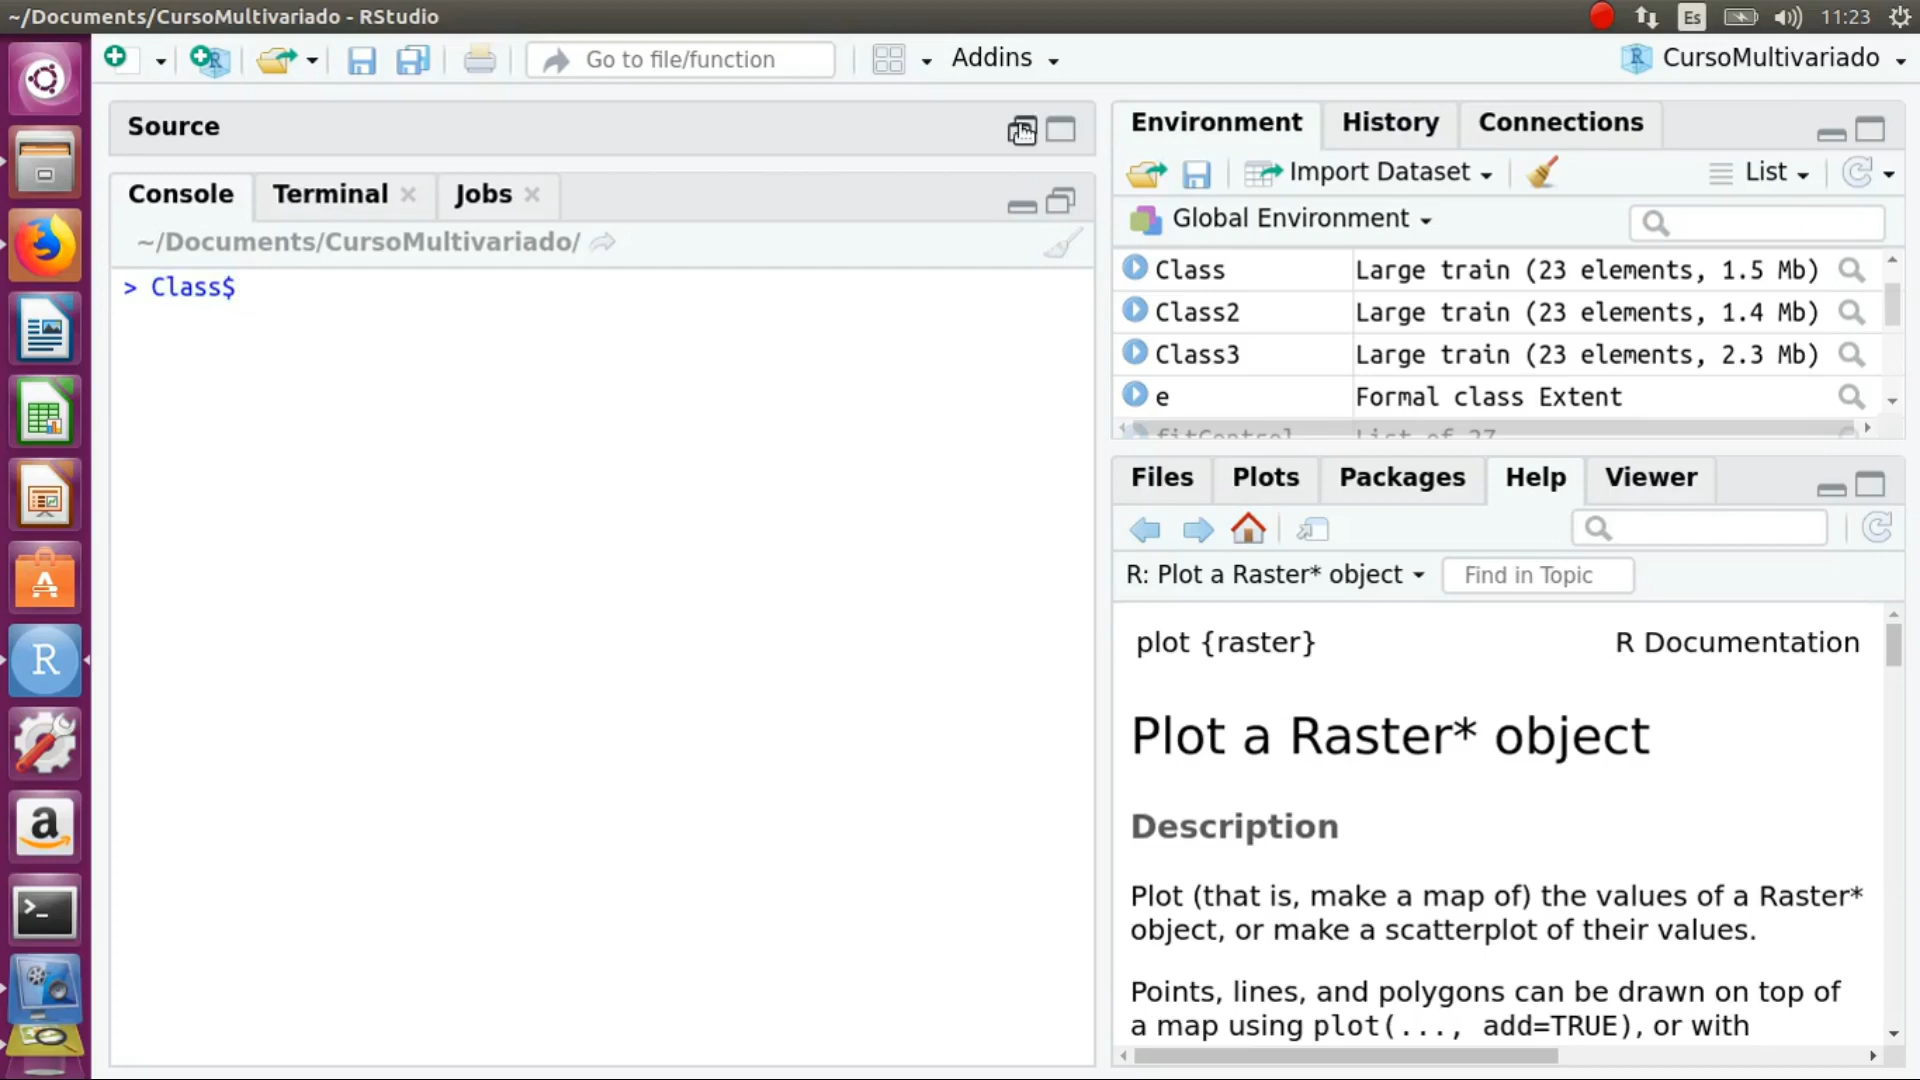 ~/Documents/CursoMultivariado - RStudio
Es
11:23
Go to file/function
Addins
CursoMultivariado
Source
Console
Terminal
Jobs
~/Documents/CursoMultivariado/
> Class$
Environment
History
Connections
Import Dataset
List
Global Environment
Class Large train (23 elements, 1.5 Mb)
Class2 Large train (23 elements, 1.4 Mb)
Class3 Large train (23 elements, 2.3 Mb)
e Formal class Extent
fitControl List of 27
Files
Plots
Packages
Help
Viewer
R: Plot a Raster* object
Find in Topic
plot {raster}
R Documentation
Plot a Raster* object
Description
Plot (that is, make a map of) the values of a Raster*
object, or make a scatterplot of their values.
Points, lines, and polygons can be drawn on top of
a map using plot(..., add=TRUE), or with